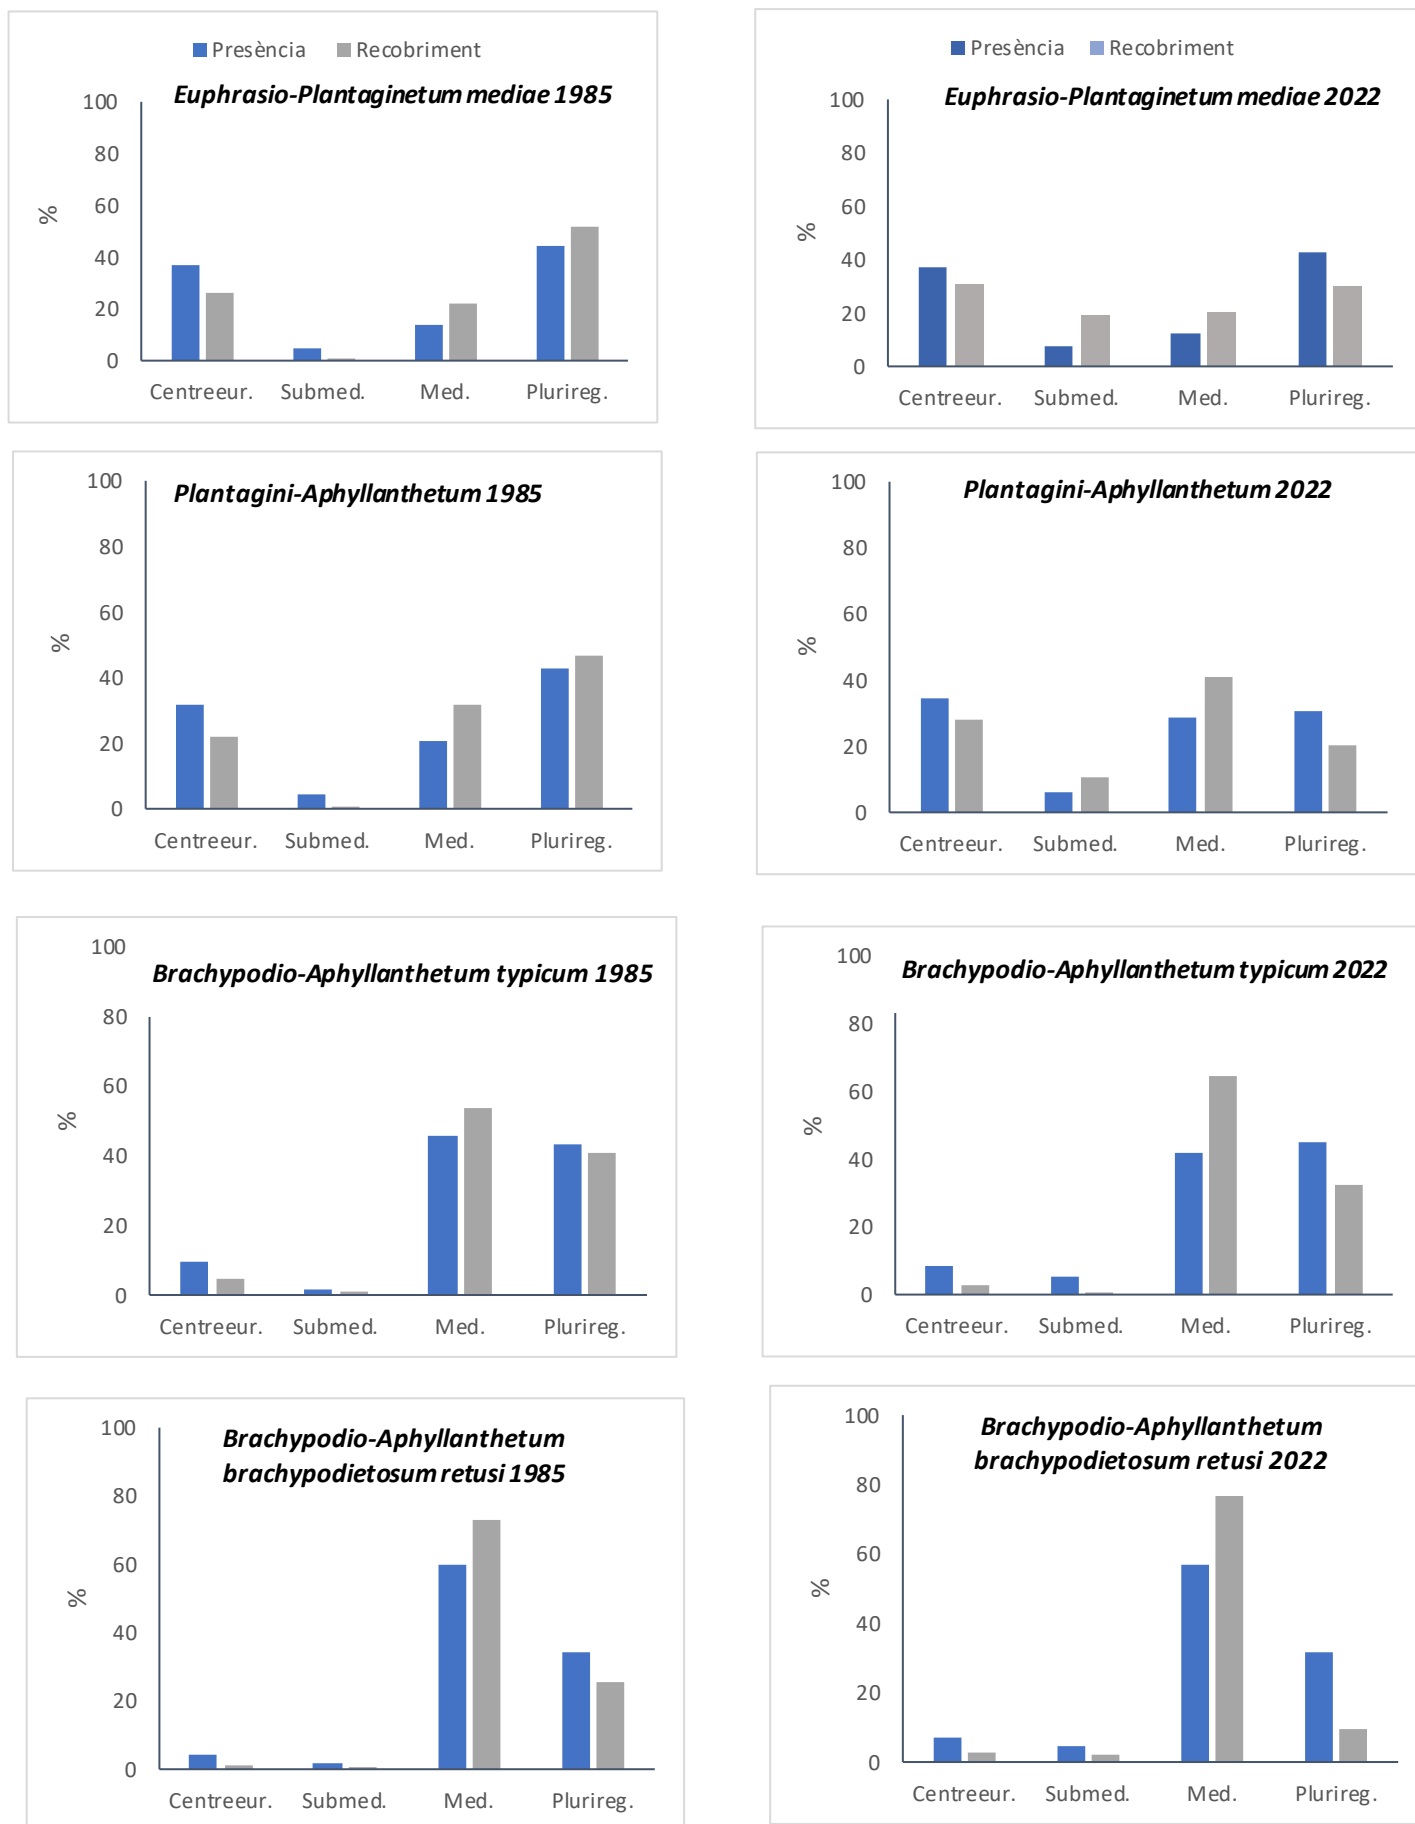 Presència Recobriment
Euphrasio-Plantaginetum mediae 1985
100
80
60
40
20
0
%
Centreeur. Submed. Med. Plurireg.
Presència Recobriment
Euphrasio-Plantaginetum mediae 2022
100
80
60
40
20
0
%
Centreeur. Submed. Med. Plurireg.
Plantagini-Aphyllanthetum 1985
100
80
60
40
20
0
%
Centreeur. Submed. Med. Plurireg.
Plantagini-Aphyllanthetum 2022
100
80
60
40
20
0
%
Centreeur. Submed. Med. Plurireg.
Brachypodio-Aphyllanthetum typicum 1985
100
80
60
40
20
0
%
Centreeur. Submed. Med. Plurireg.
Brachypodio-Aphyllanthetum typicum 2022
100
80
60
40
20
0
%
Centreeur. Submed. Med. Plurireg.
Brachypodio-Aphyllanthetum
brachypodietosum retusi 1985
100
80
60
40
20
0
%
Centreeur. Submed. Med. Plurireg.
Brachypodio-Aphyllanthetum
brachypodietosum retusi 2022
100
80
60
40
20
0
%
Centreeur. Submed. Med. Plurireg.